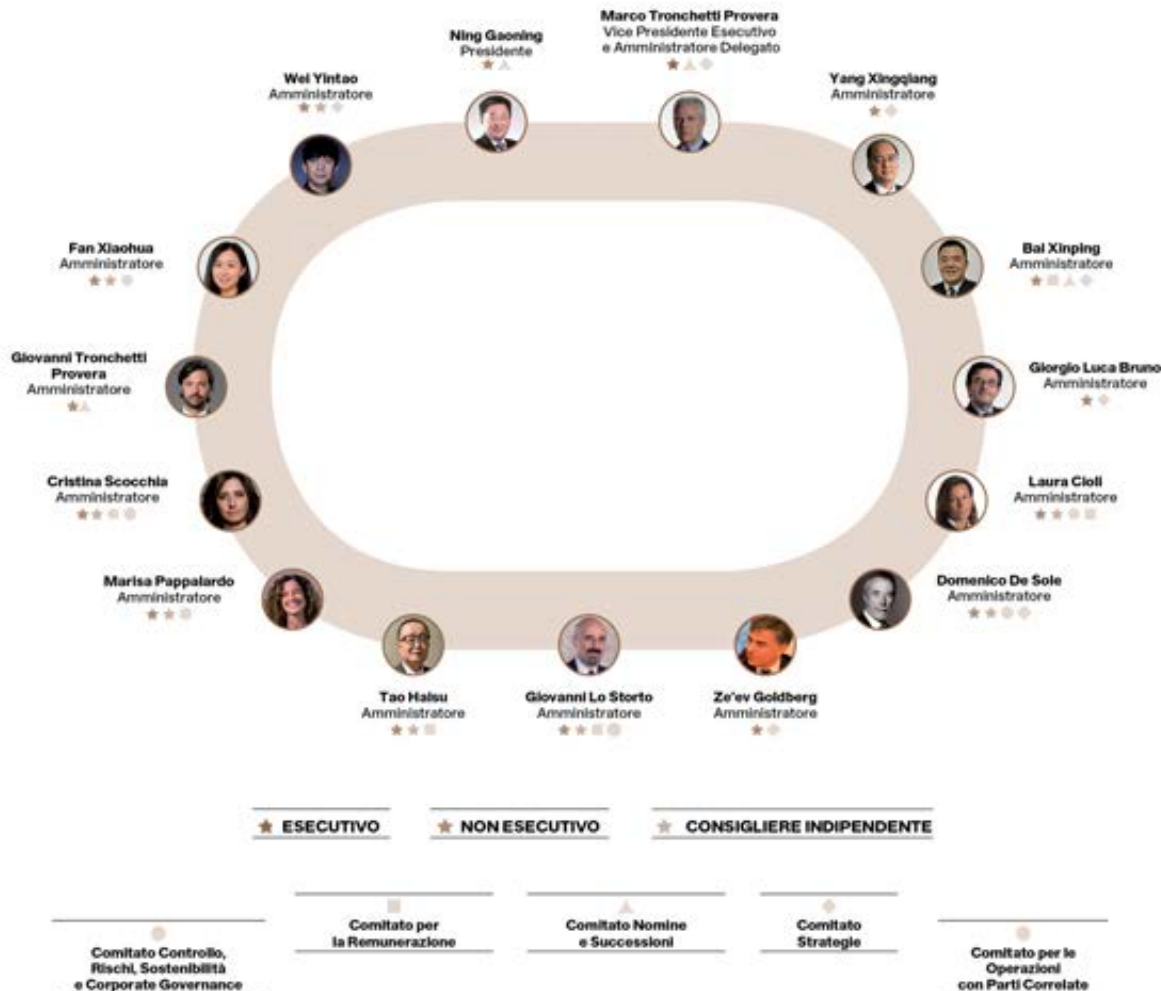 Marco Tronchetti Provera
Vice Presidente Esecutivo
e Amministratore Delegato
Ning Gaoning
Presidente
Wei Yintao
Amministratore
Yang Xingqiang
Amministratore
Fan Xiaohua
Amministratore
Bai Xinping
Amministratore
Giovanni Tronchetti
Provera
Amministratore
Giorgio Luca Bruno
Amministratore
Cristina Scocchia
Amministratore
Laura Cioli
Amministratore
Marisa Pappalardo
Amministratore
Domenico De Sole
Amministratore
Tao Haisu
Amministratore
Giovanni Lo Storto
Amministratore
Ze'ev Goldberg
Amministratore
ESECUTIVO
NON ESECUTIVO
CONSIGLIERE INDIPENDENTE
Comitato Controllo,
Rischi, Sostenibilità
e Corporate Governance
Comitato per
la Remunerazione
Comitato Nomine
e Successioni
Comitato
Strategie
Comitato per le
Operazioni
con Parti Correlate